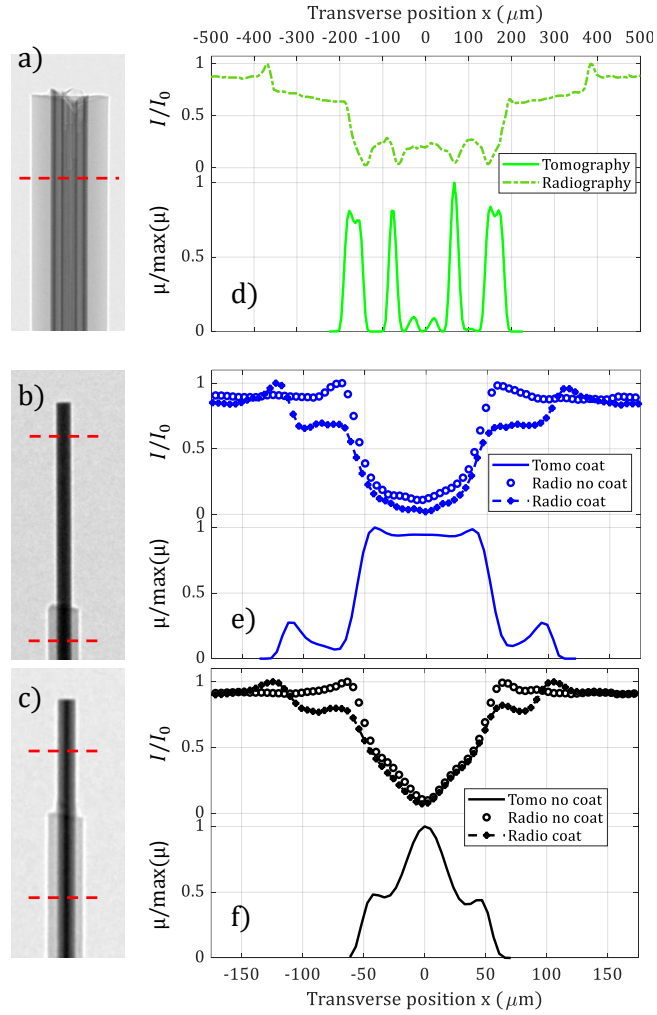 Transverse position x (μm)
-500 -400 -300 -200 -100 0 100 200 300 400 500
a)
I/I0
1
0.5
0
Tomography
Radiography
μ/max(μ)
1
0.5
0
d)
b)
I/I0
1
0.5
0
Tomo coat
Radio no coat
Radio coat
μ/max(μ)
1
0.5
0
e)
c)
I/I0
1
0.5
0
Tomo no coat
Radio no coat
Radio coat
μ/max(μ)
1
0.5
0
f)
-150 -100 -50 0 50 100 150
Transverse position x (μm)